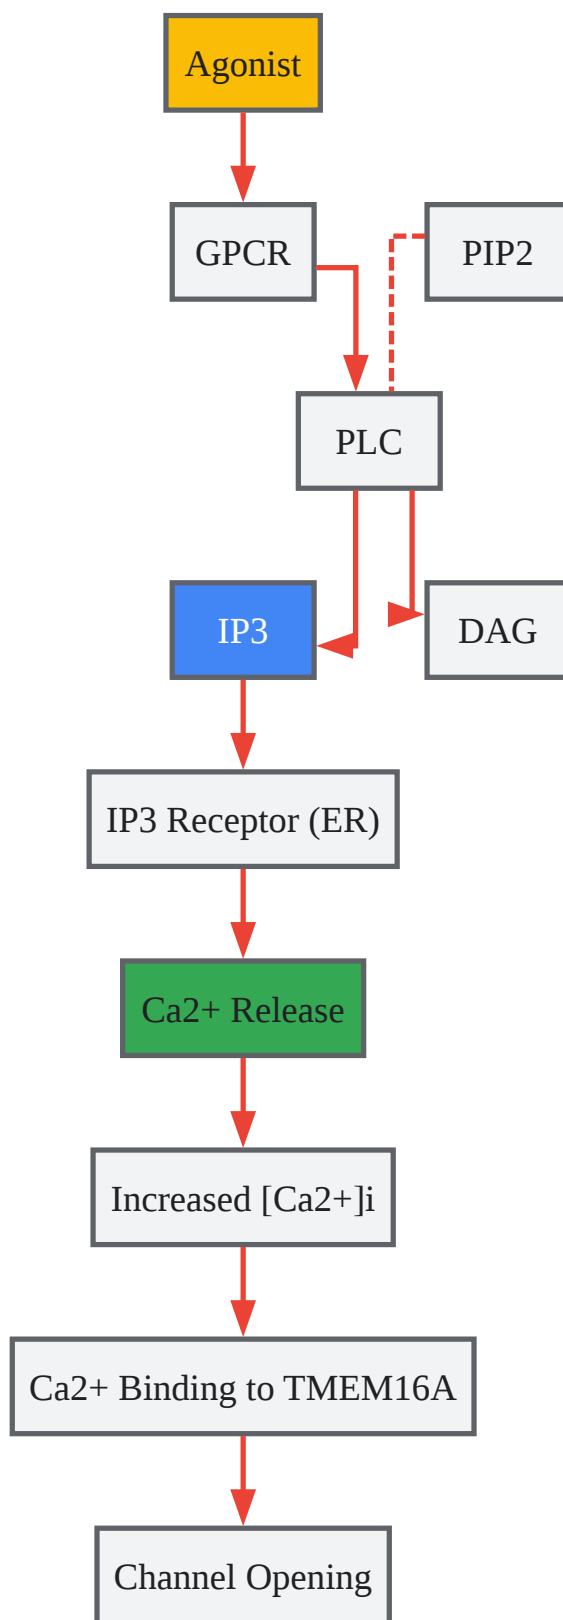 Agonist
GPCR
PIP2
PLC
IP3
DAG
IP3 Receptor (ER)
Ca2+ Release
Increased [Ca2+]i
Ca2+ Binding to TMEM16A
Channel Opening